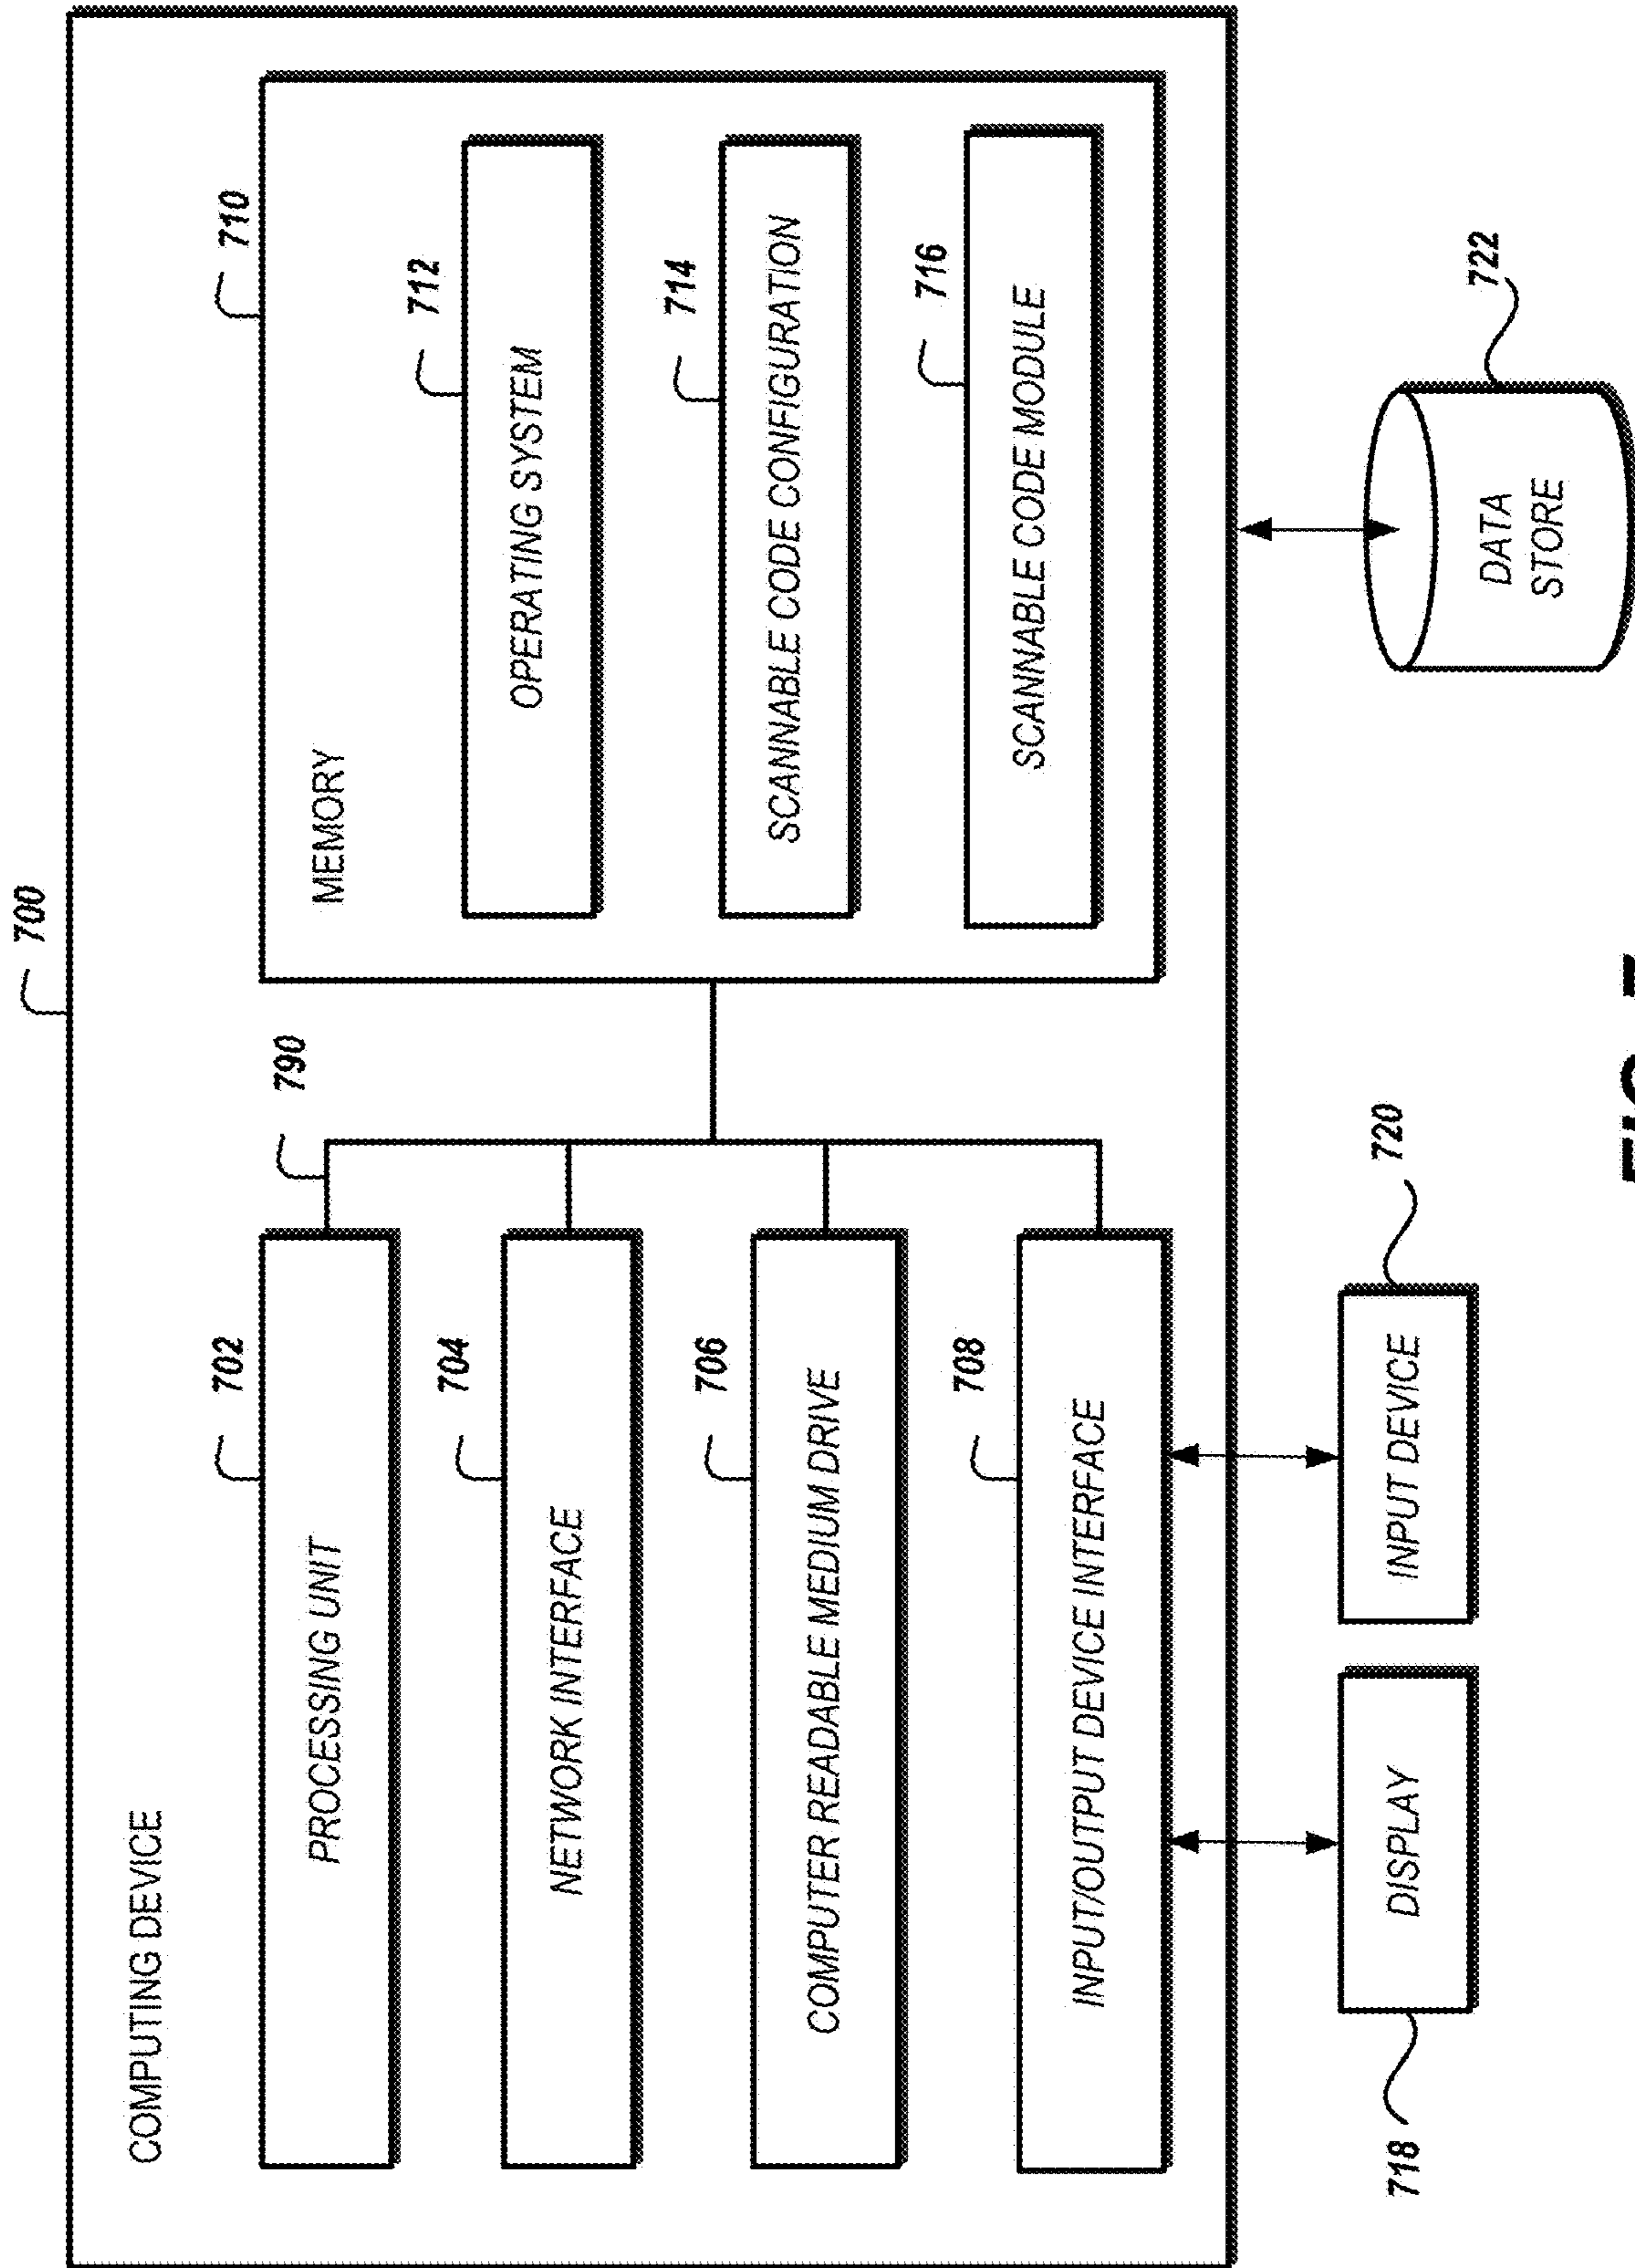 700
COMPUTING DEVICE
702
PROCESSING UNIT
704
NETWORK INTERFACE
706
COMPUTER READABLE MEDIUM DRIVE
708
INPUT/OUTPUT DEVICE INTERFACE
790
710
MEMORY
712
OPERATING SYSTEM
714
SCANNABLE CODE CONFIGURATION
716
SCANNABLE CODE MODULE
718
DISPLAY
INPUT DEVICE
720
DATA
STORE
722